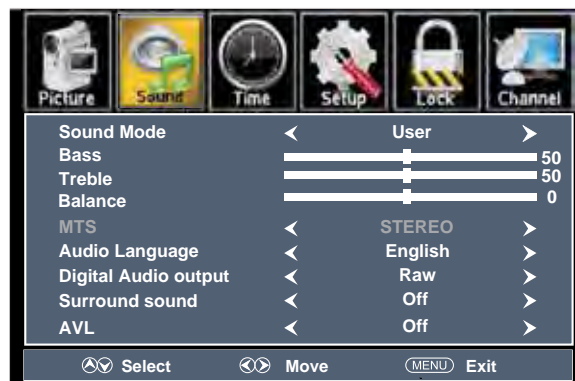 Picture Sound Time Setup Lock Channel
Sound Mode User
Bass 50
Treble 50
Balance 0
MTS STEREO
Audio Language English
Digital Audio output Raw
Surround sound Off
AVL Off
Select Move MENU Exit